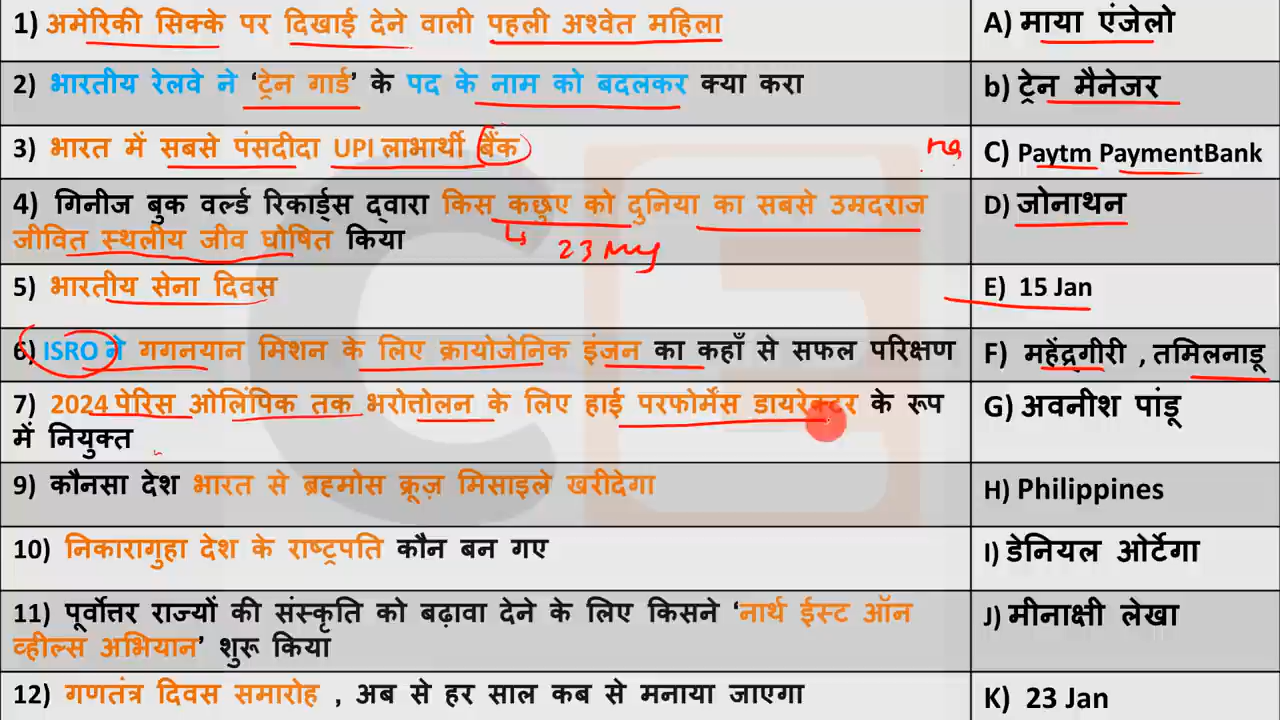 1) अमेरिकी सिक्के पर दिखाई देने वाली पहली अश्वेत महिला
A) माया एंजेलो
2) भारतीय रेलवे ने ‘ट्रेन गार्ड’ के पद के नाम को बदलकर क्या करा
b) ट्रेन मैनेजर
3) भारत में सबसे पंसदीदा UPI लाभार्थी बैंक
C) Paytm PaymentBank
4) गिनीज बुक वर्ल्ड रिकार्ड्स द्वारा किस कछुए को दुनिया का सबसे उम्रदराज
जीवित स्थलीय जीव घोषित किया
23 May
D) जोनाथन
5) भारतीय सेना दिवस
E) 15 Jan
6) ISRO ने गगनयान मिशन के लिए क्रायोजेनिक इंजन का कहाँ से सफल परिक्षण
F) महेंद्रगीरी , तमिलनाडू
7) 2024 पेरिस ओलिंपिक तक भरोत्तोलन के लिए हाई परफोर्मेंस डायरेक्टर के रूप
में नियुक्त
G) अवनीश पांडू
9) कौनसा देश भारत से ब्रह्मोस क्रूज़ मिसाइले खरीदेगा
H) Philippines
10) निकारागुहा देश के राष्ट्रपति कौन बन गए
I) डेनियल ओर्टेगा
11) पूर्वोत्तर राज्यों की संस्कृति को बढ़ावा देने के लिए किसने ‘नार्थ ईस्ट ऑन
व्हील्स अभियान’ शुरू किया
J) मीनाक्षी लेखा
12) गणतंत्र दिवस समारोह , अब से हर साल कब से मनाया जाएगा
K) 23 Jan